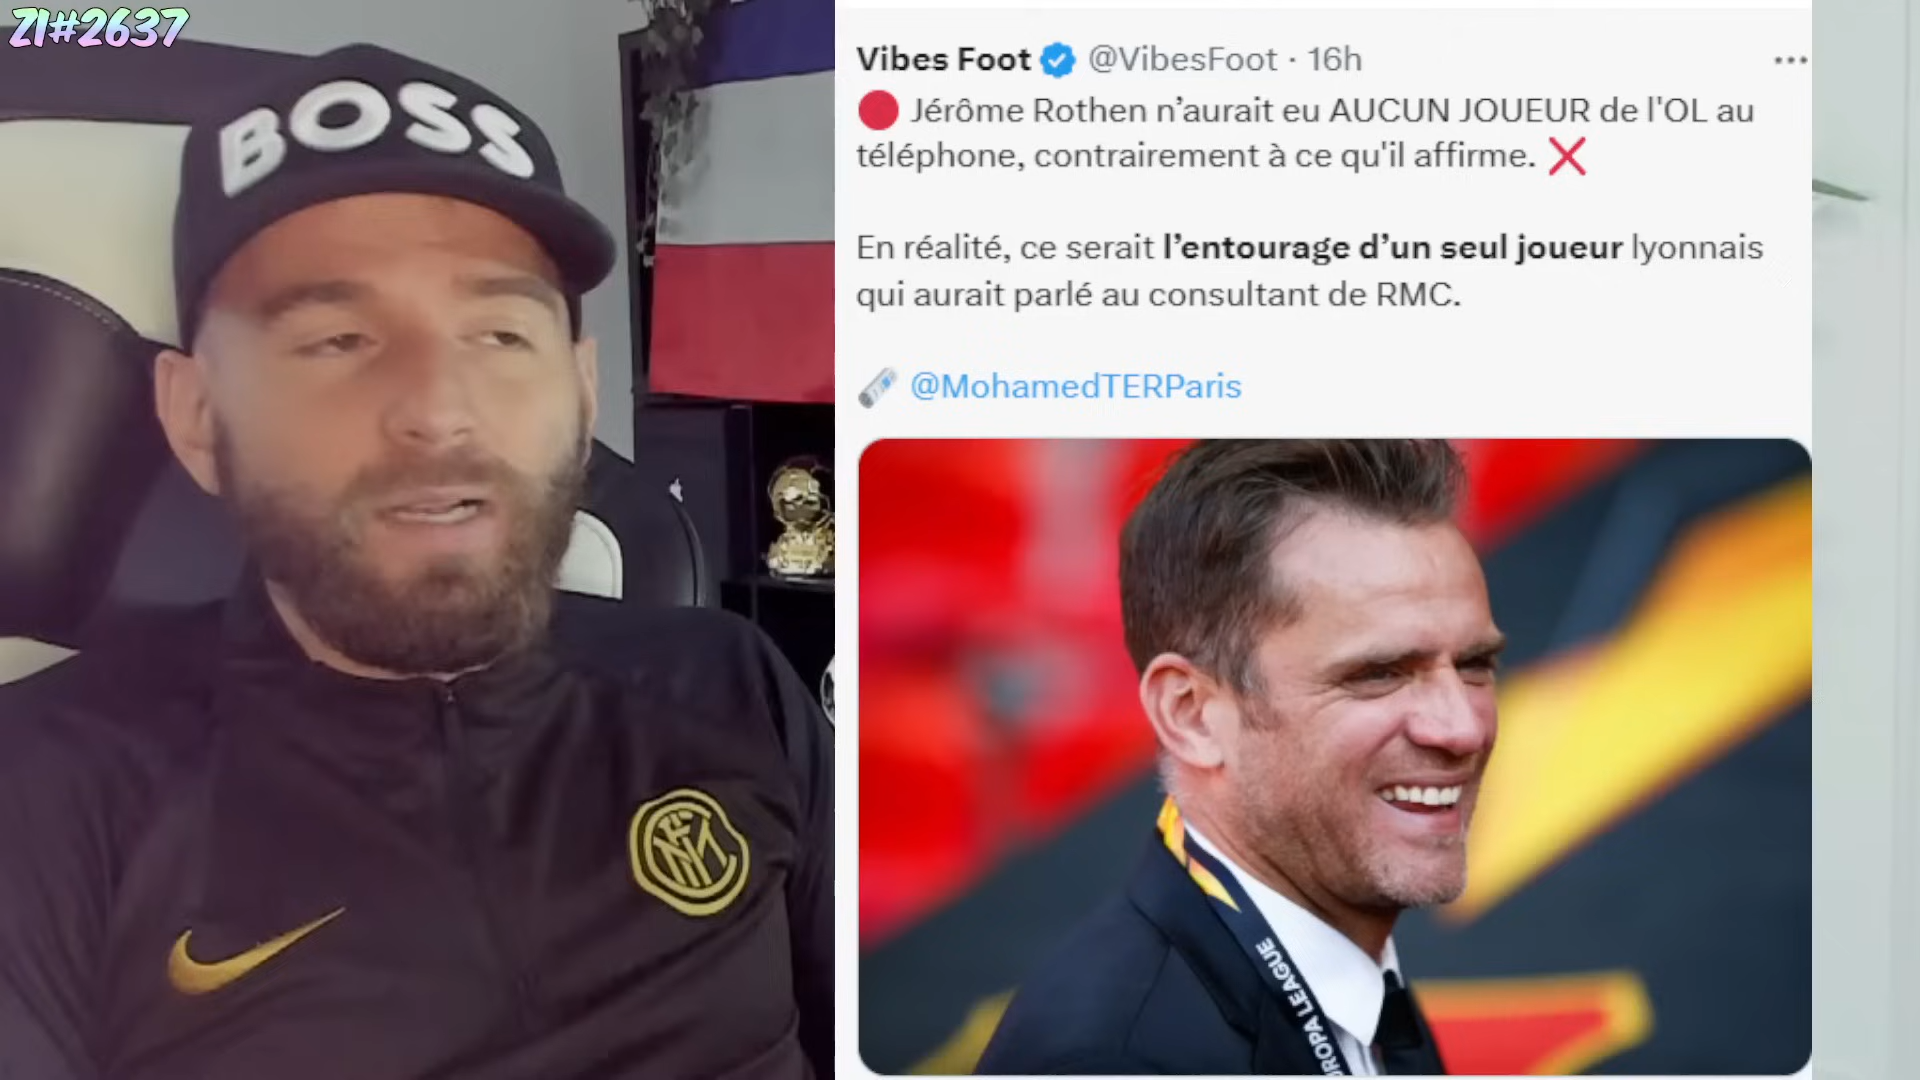 ZI#2637
BOSS
Vibes Foot @VibesFoot · 16h
Jérôme Rothen n’aurait eu AUCUN JOUEUR de l'OL au
téléphone, contrairement à ce qu'il affirme.
En réalité, ce serait l’entourage d’un seul joueur lyonnais
qui aurait parlé au consultant de RMC.
@MohamedTERParis
ROPA LEAGUE